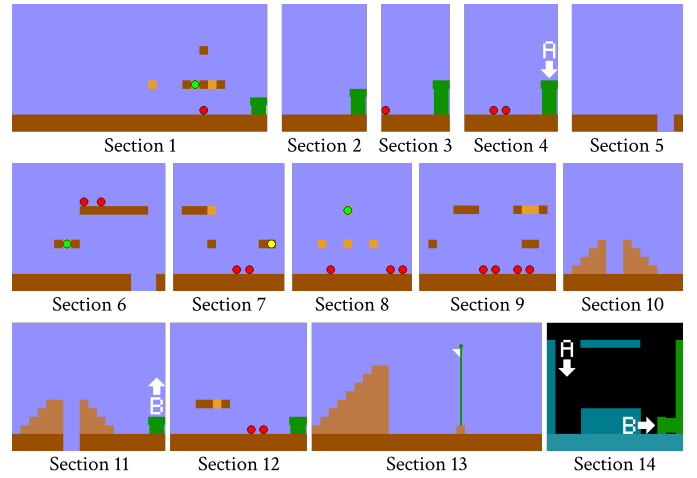 A
Section 1 Section 2 Section 3 Section 4 Section 5
Section 6 Section 7 Section 8 Section 9 Section 10
B
A
B
Section 11 Section 12 Section 13 Section 14